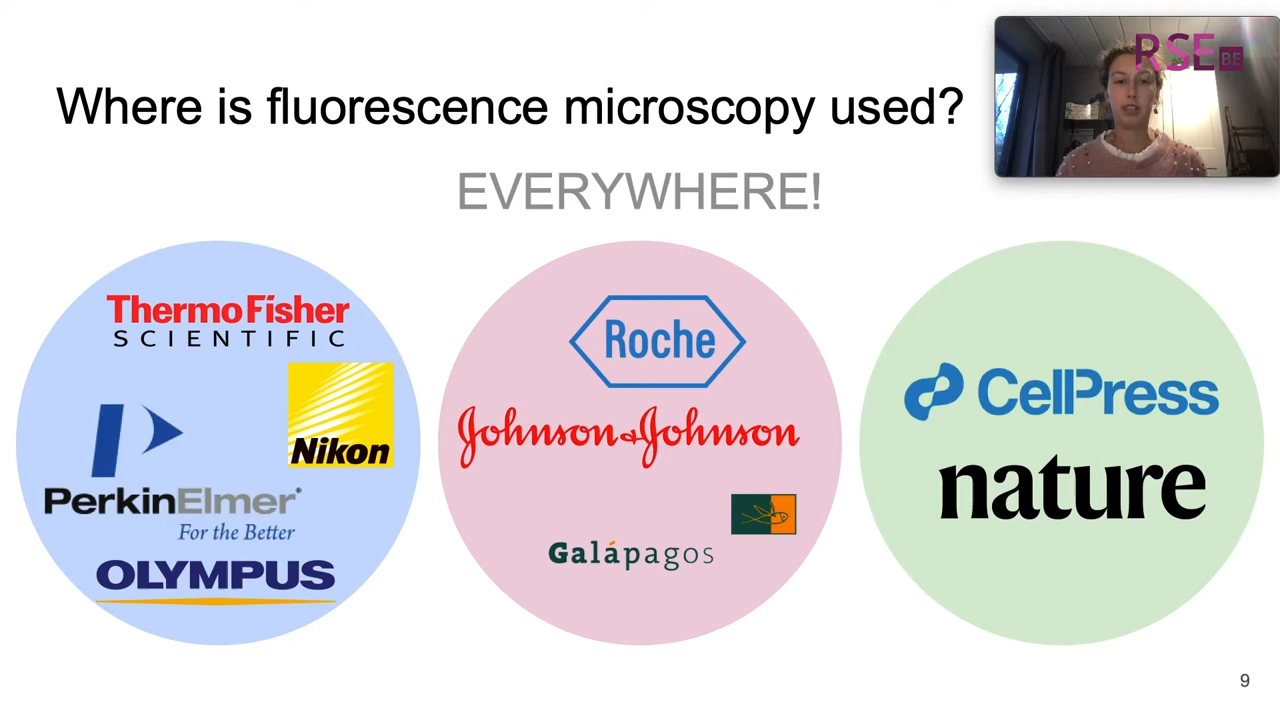 RSE
BE
Where is fluorescence microscopy used?
EVERYWHERE!
ThermoFisher
SCIENTIFIC
Nikon
PerkinElmer®
For the Better
OLYMPUS
Roche
Johnson & Johnson
Galápagos
CellPress
nature
9